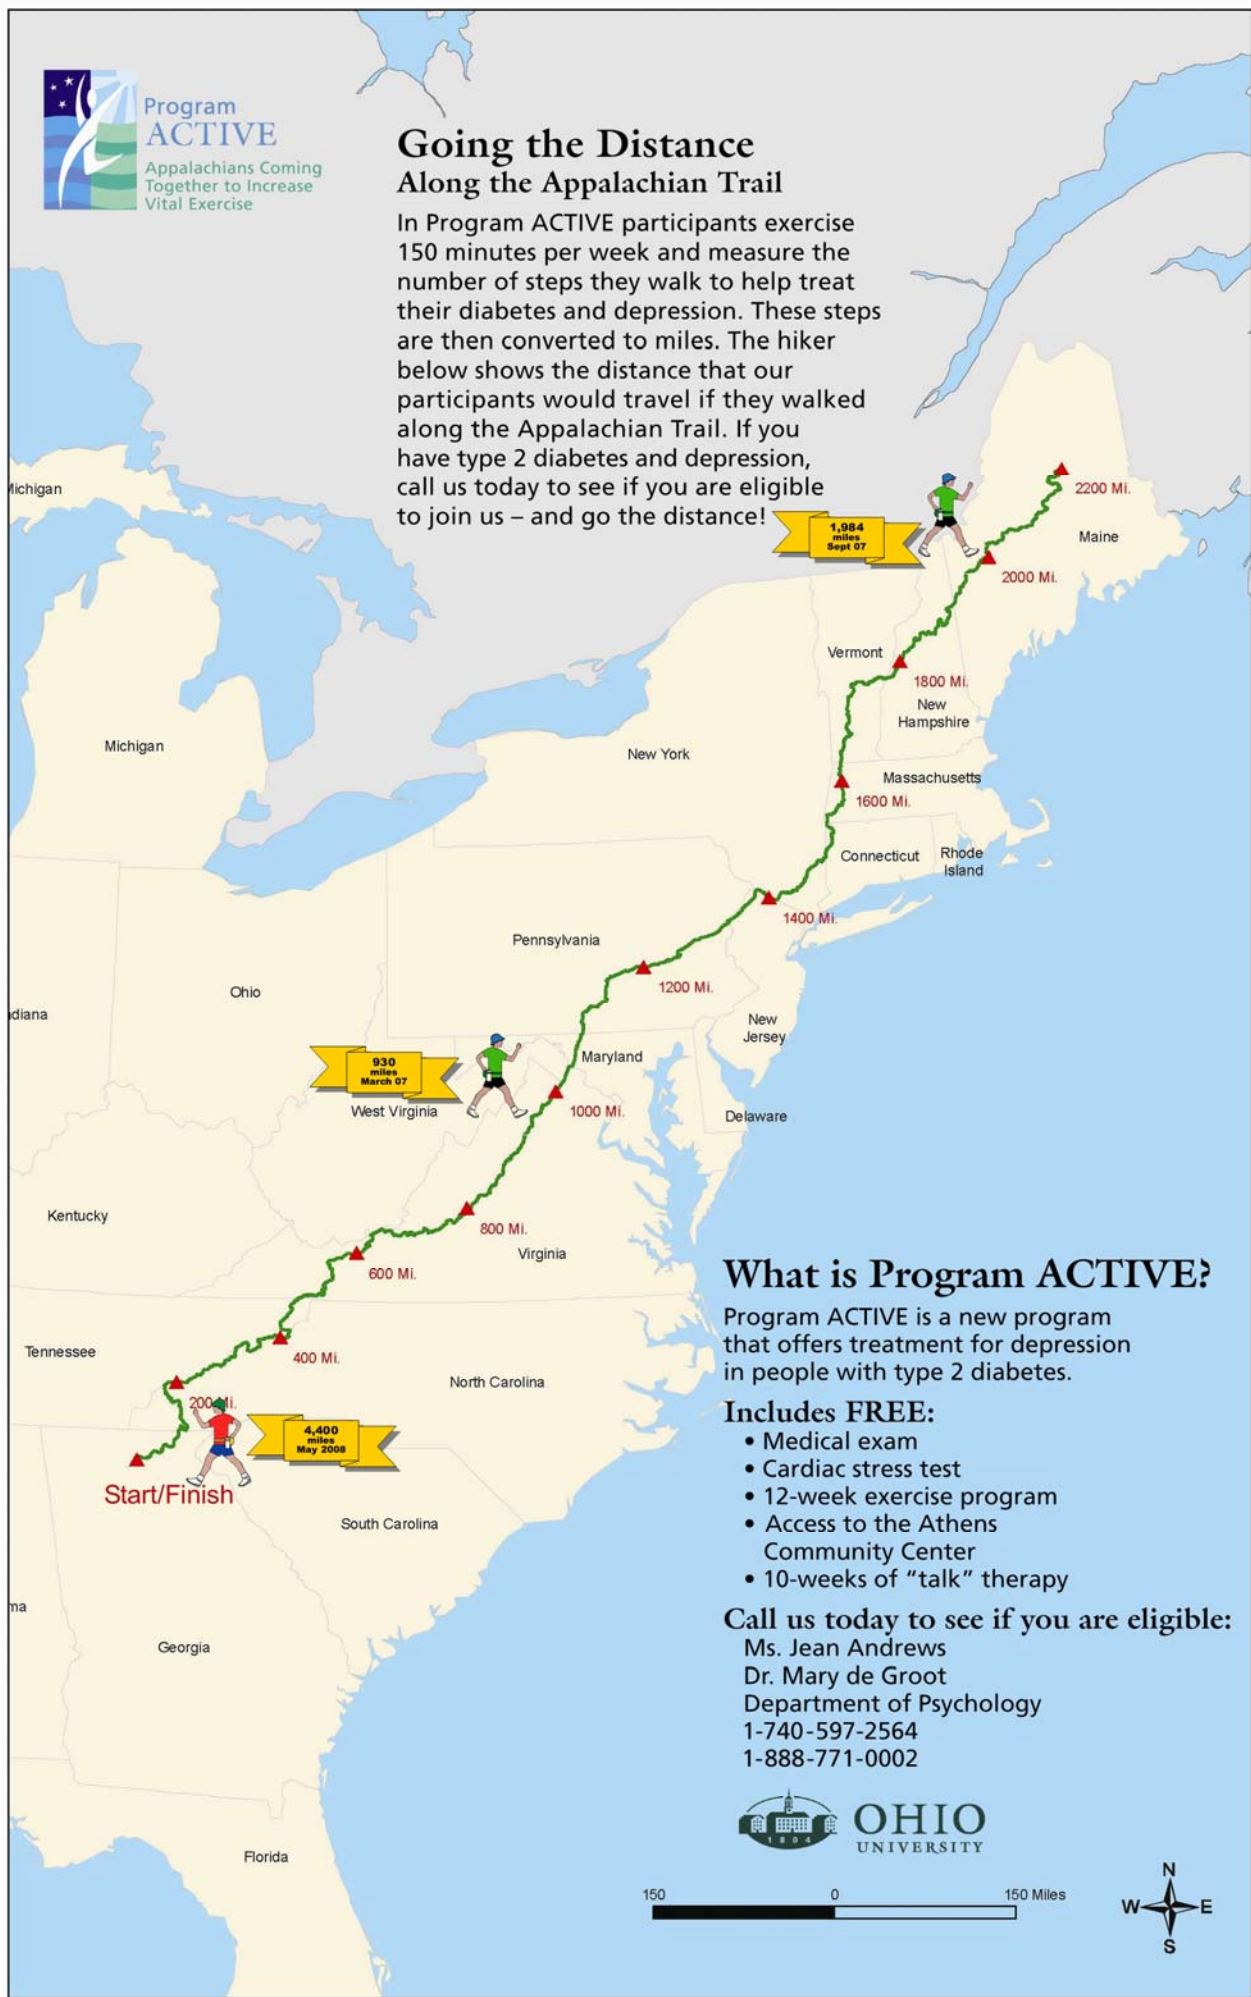 Program
ACTIVE
Appalachians Coming
Together to Increase
Vital Exercise
Going the Distance
Along the Appalachian Trail
In Program ACTIVE participants exercise
150 minutes per week and measure the
number of steps they walk to help treat
their diabetes and depression. These steps
are then converted to miles. The hiker
below shows the distance that our
participants would travel if they walked
along the Appalachian Trail. If you
have type 2 diabetes and depression,
call us today to see if you are eligible
to join us – and go the distance!
Michigan
2200 Mi.
1,984
miles
Sept 07
Maine
2000 Mi.
Vermont
1800 Mi.
New
Hampshire
Michigan
New York
Massachusetts
1600 Mi.
Connecticut
Rhode
Island
1400 Mi.
Pennsylvania
1200 Mi.
Ohio
diana
New
Jersey
Maryland
930
miles
March 07
West Virginia
1000 Mi.
Delaware
Kentucky
800 Mi.
Virginia
600 Mi.
Tennessee
400 Mi.
North Carolina
200 Mi.
4,400
miles
May 2008
Start/Finish
South Carolina
ma
Georgia
Florida
What is Program ACTIVE?
Program ACTIVE is a new program
that offers treatment for depression
in people with type 2 diabetes.
Includes FREE:
• Medical exam
• Cardiac stress test
• 12-week exercise program
• Access to the Athens
Community Center
• 10-weeks of “talk” therapy
Call us today to see if you are eligible:
Ms. Jean Andrews
Dr. Mary de Groot
Department of Psychology
1-740-597-2564
1-888-771-0002
1804
OHIO
UNIVERSITY
150 0 150 Miles
N
W E
S